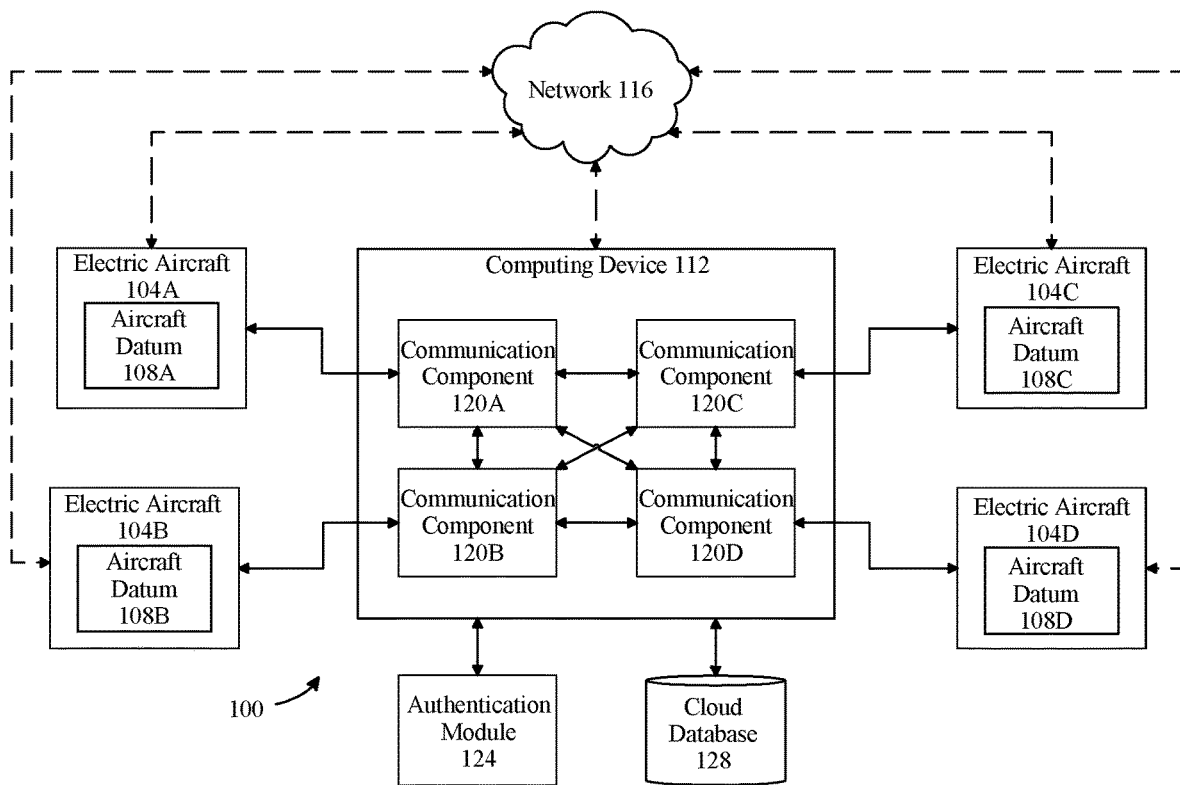 Network 116
Electric Aircraft
104A
Aircraft
Datum
108A
Computing Device 112
Communication
Component
120A
Communication
Component
120C
Electric Aircraft
104C
Aircraft
Datum
108C
Electric Aircraft
104B
Aircraft
Datum
108B
Communication
Component
120B
Communication
Component
120D
Electric Aircraft
104D
Aircraft
Datum
108D
100
Authentication
Module
124
Cloud
Database
128